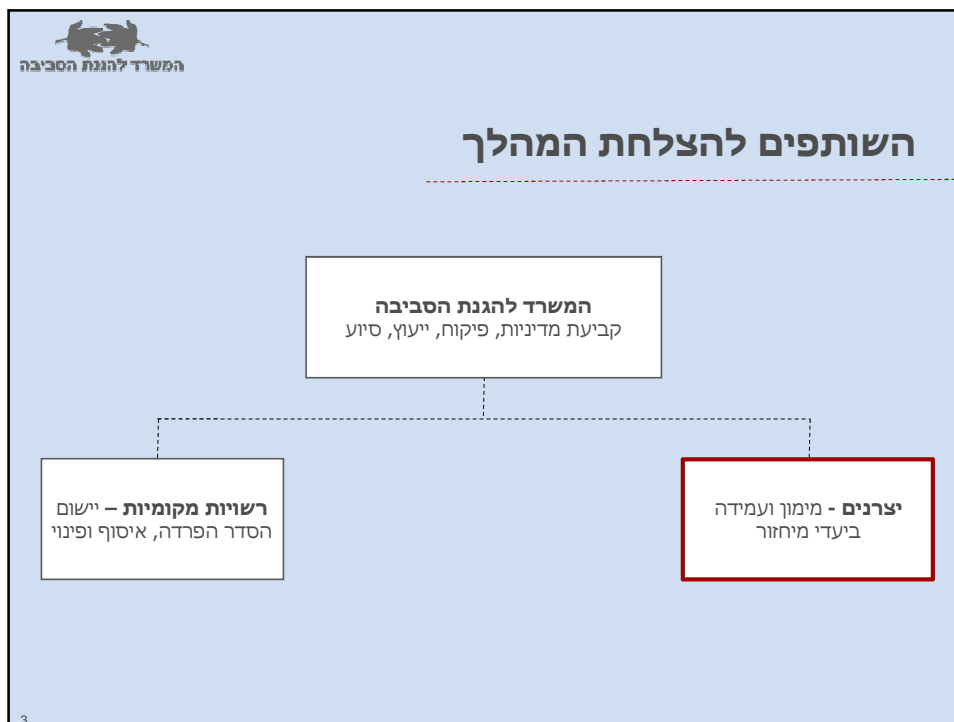 המשרד להגנת הסביבה
השותפים להצלחת המהלך
המשרד להגנת הסביבה
קביעת מדיניות, פיקוח, ייעוץ, סיוע
יצרנים - מימון ועמידה
ביעדי מיחזור
רשויות מקומיות – יישום
הסדר הפרדה, איסוף ופינוי
3